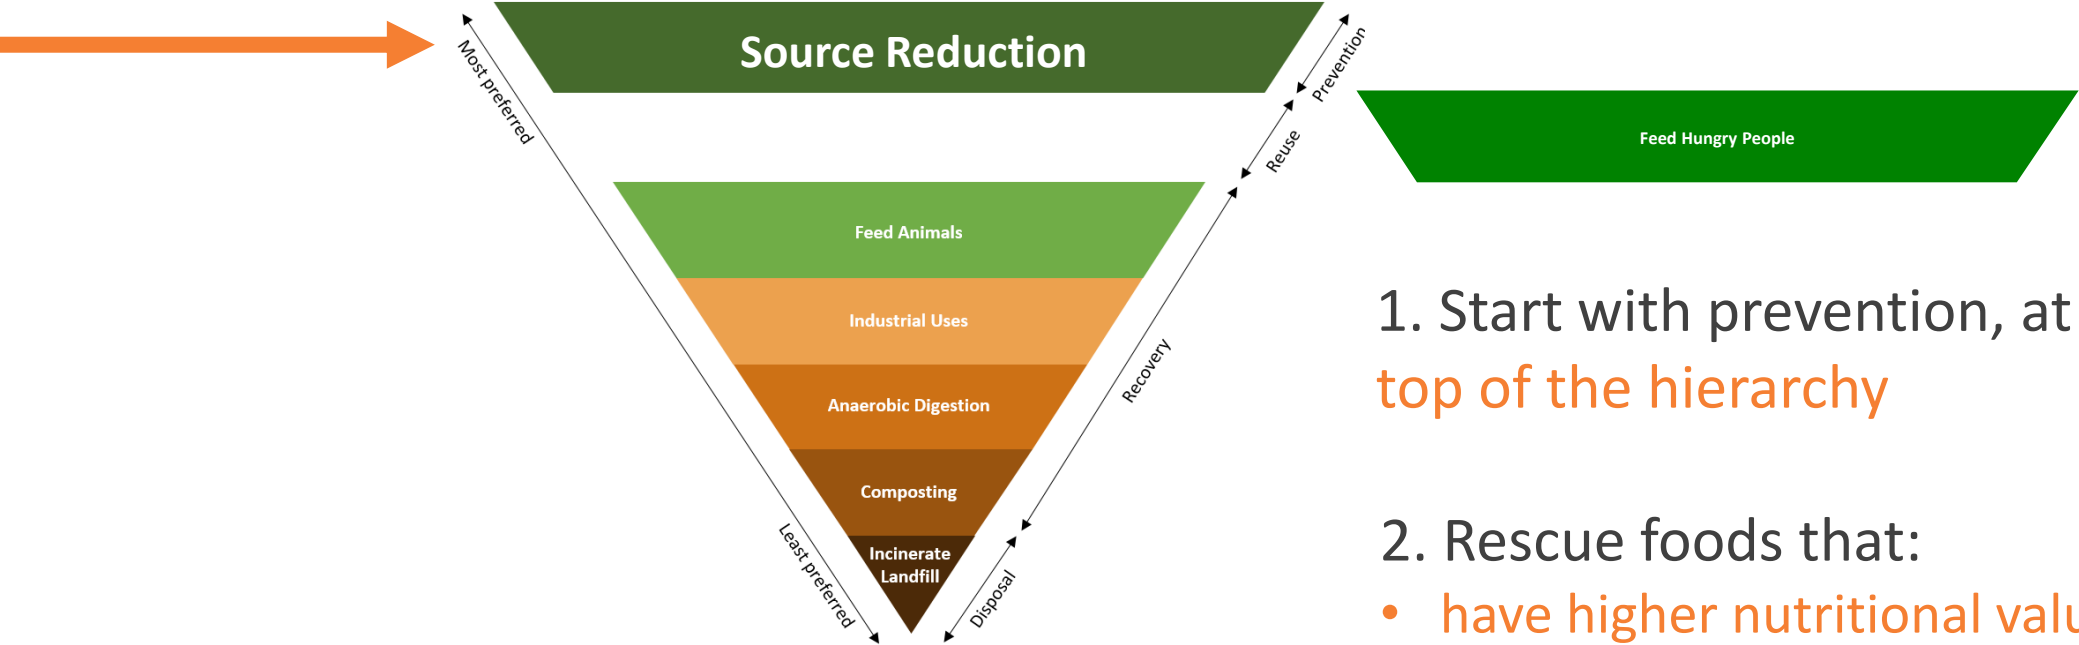 Source Reduction
Most preferred
Prevention
Reuse
Feed Hungry People
Feed Animals
Industrial Uses
Anaerobic Digestion
Composting
Incinerate
Landfill
Recovery
Least preferred
Disposal
1. Start with prevention, at
top of the hierarchy
2. Rescue foods that:
• have higher nutritional